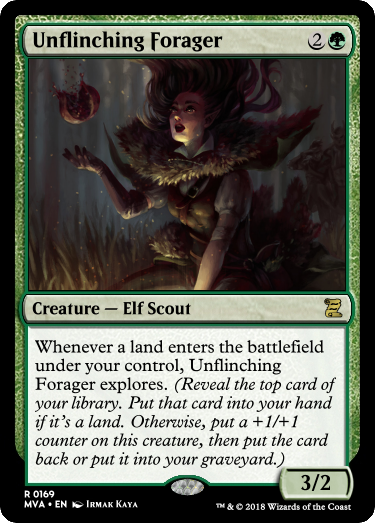 Unflinching Forager 2
Creature — Elf Scout
Whenever a land enters the battlefield
under your control, Unflinching
Forager explores. (Reveal the top card of
your library. Put that card into your hand
if it's a land. Otherwise, put a +1/+1
counter on this creature, then put the card
back or put it into your graveyard.)
3/2
R 0169
MVA • EN Irmak Kaya
™ & © 2018 Wizards of the Coast